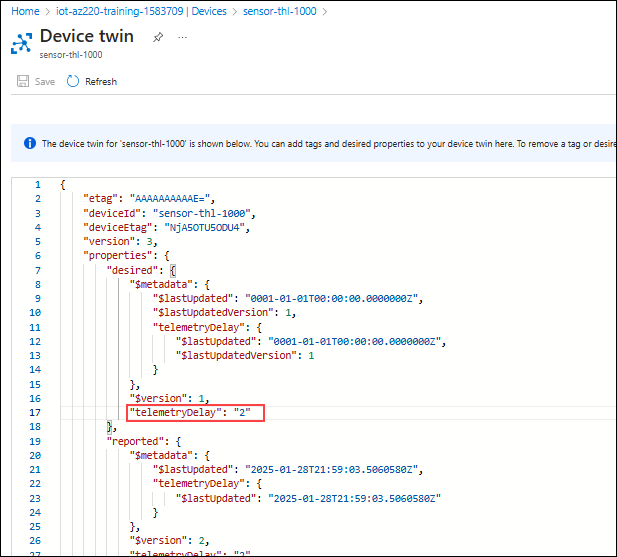 Home > iot-az220-training-1583709 | Devices > sensor-thl-1000 >
Device twin
sensor-thl-1000
Save Refresh
The device twin for 'sensor-thl-1000' is shown below. You can add tags and desired properties to your device twin here. To remove a tag or desire
1 {
2 "etag": "AAAAAAAAAAE=",
3 "deviceId": "sensor-thl-1000",
4 "deviceEtag": "NjA5OTU5ODU4",
5 "version": 3,
6 "properties": {
7 "desired": {
8 "$metadata": {
9 "$lastUpdated": "0001-01-01T00:00:00.0000000Z",
10 "$lastUpdatedVersion": 1,
11 "telemetryDelay": {
12 "$lastUpdated": "0001-01-01T00:00:00.0000000Z",
13 "$lastUpdatedVersion": 1
14 }
15 },
16 "$version": 1,
17 "telemetryDelay": "2"
18 },
19 "reported": {
20 "$metadata": {
21 "$lastUpdated": "2025-01-28T21:59:03.5060580Z",
22 "telemetryDelay": {
23 "$lastUpdated": "2025-01-28T21:59:03.5060580Z"
24 }
25 },
26 "$version": 2,
27 "telemetryDelay": "2"